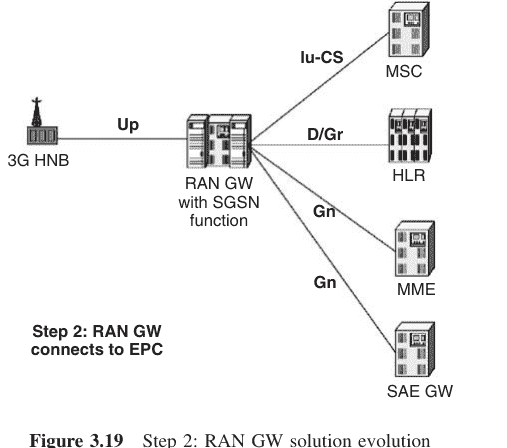 Iu-CS
MSC
Up
3G HNB
D/Gr
HLR
RAN GW
with SGSN
function
Gn
MME
Gn
SAE GW
Step 2: RAN GW
connects to EPC
Figure 3.19 Step 2: RAN GW solution evolution